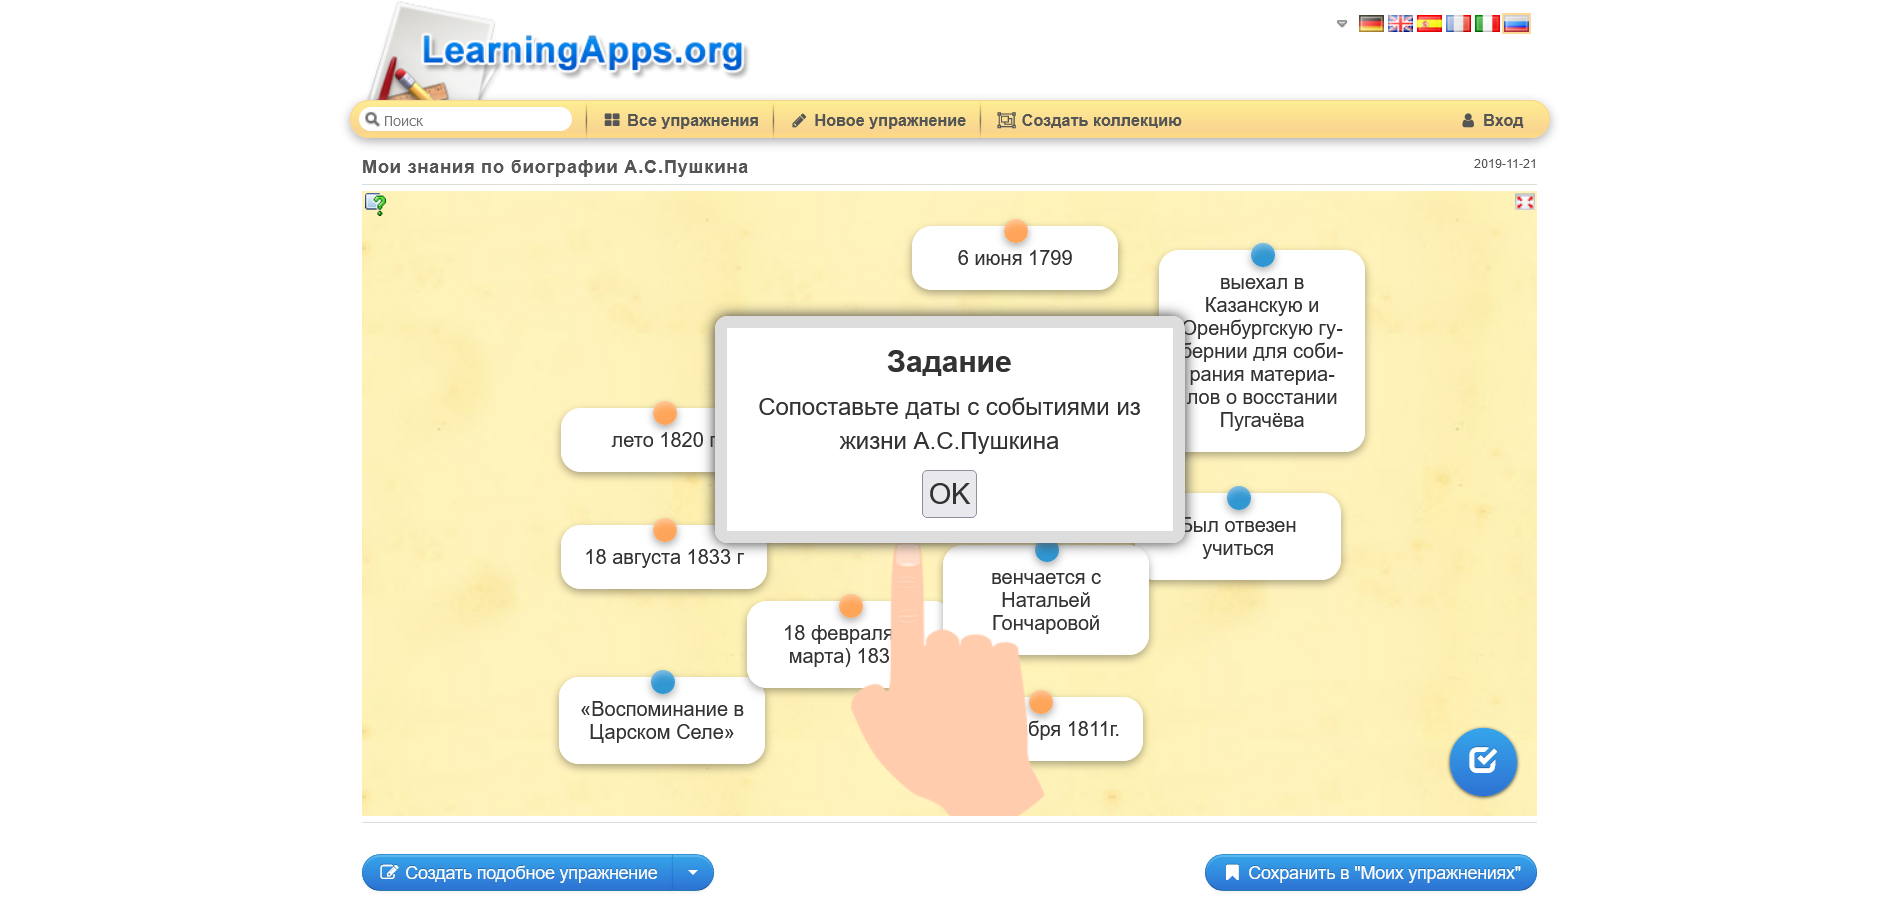 LearningApps.org
Поиск
Все упражнения
Новое упражнение
Создать коллекцию
Вход
Мои знания по биографии А.С.Пушкина
2019-11-21
6 июня 1799
выехал в
Казанскую и
Оренбургскую гу-
бернии для соби-
рания материа-
лов о восстании
Пугачёва
Задание
Сопоставьте даты с событиями из
жизни А.С.Пушкина
OK
лето 1820 г
Был отвезен
учиться
18 августа 1833 г
венчается с
Натальей
Гончаровой
18 февраля
марта) 183
«Воспоминание в
Царском Селе»
бря 1811г.
Создать подобное упражнение
Сохранить в "Моих упражнениях"